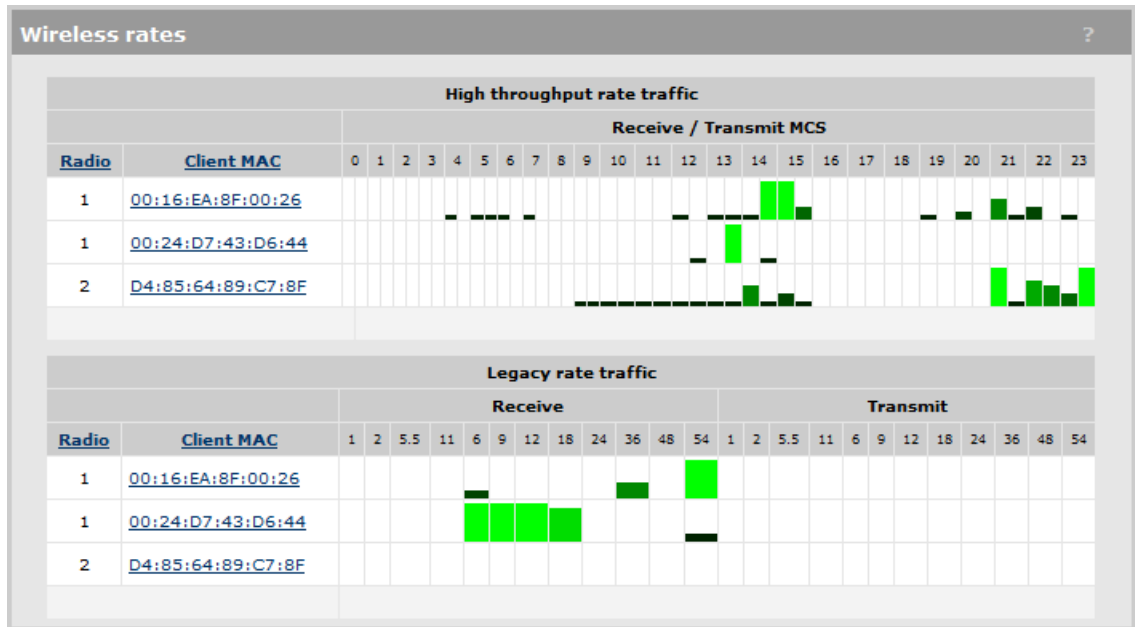 Wireless rates ?
High throughput rate traffic
Receive / Transmit MCS
Radio Client MAC 0 1 2 3 4 5 6 7 8 9 10 11 12 13 14 15 16 17 18 19 20 21 22 23
1 00:16:EA:8F:00:26
1 00:24:D7:43:D6:44
2 D4:85:64:89:C7:8F
Legacy rate traffic
Receive Transmit
Radio Client MAC 1 2 5.5 11 6 9 12 18 24 36 48 54 1 2 5.5 11 6 9 12 18 24 36 48 54
1 00:16:EA:8F:00:26
1 00:24:D7:43:D6:44
2 D4:85:64:89:C7:8F